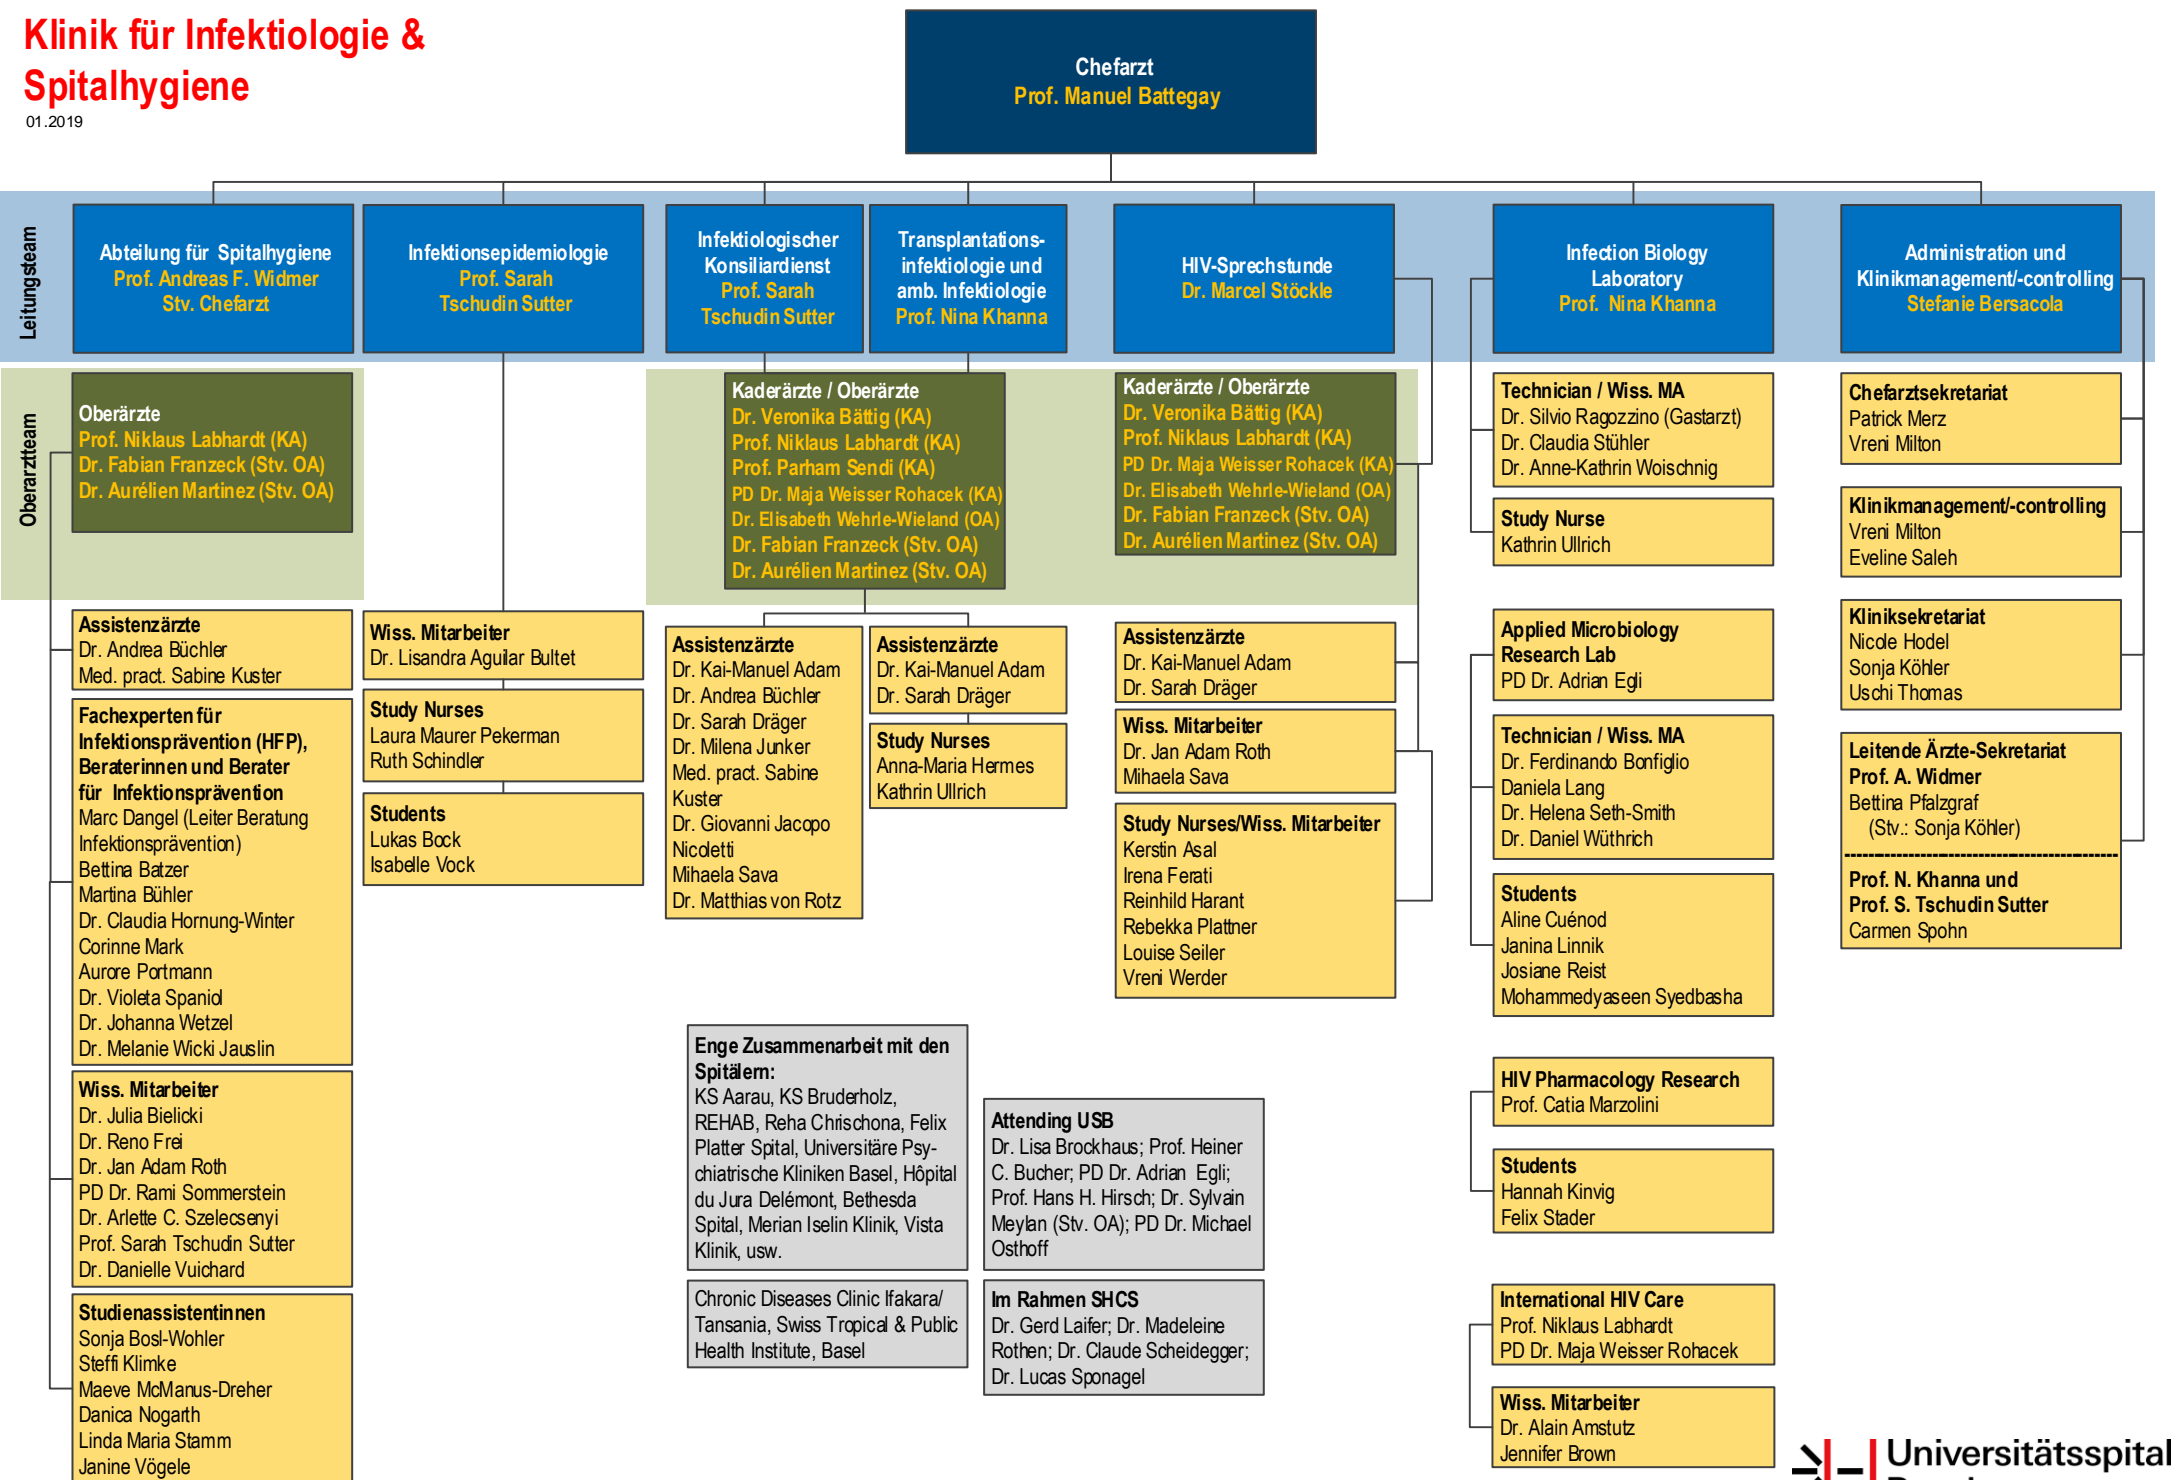 Klinik für Infektiologie &
Spitalhygiene
01.2019
Chefarzt
Prof. Manuel Battegay
Leitungsteam
Abteilung für Spitalhygiene
Prof. Andreas F. Widmer
Stv. Chefarzt
Infektionsepidemiologie
Prof. Sarah
Tschudin Sutter
Infektiologischer
Konsiliardienst
Prof. Sarah
Tschudin Sutter
Transplantations-
infektiologie und
amb. Infektiologie
Prof. Nina Khanna
HIV-Sprechstunde
Dr. Marcel Stöckle
Infection Biology
Laboratory
Prof. Nina Khanna
Administration und
Klinikmanagement/-controlling
Stefanie Bersacola
Oberarztteam
Oberärzte
Prof. Niklaus Labhardt (KA)
Dr. Fabian Franzeck (Stv. OA)
Dr. Aurélien Martinez (Stv. OA)
Kaderärzte / Oberärzte
Dr. Veronika Bättig (KA)
Prof. Niklaus Labhardt (KA)
Prof. Parham Sendi (KA)
PD Dr. Maja Weisser Rohacek (KA)
Dr. Elisabeth Wehrle-Wieland (OA)
Dr. Fabian Franzeck (Stv. OA)
Dr. Aurélien Martinez (Stv. OA)
Kaderärzte / Oberärzte
Dr. Veronika Bättig (KA)
Prof. Niklaus Labhardt (KA)
PD Dr. Maja Weisser Rohacek (KA)
Dr. Elisabeth Wehrle-Wieland (OA)
Dr. Fabian Franzeck (Stv. OA)
Dr. Aurélien Martinez (Stv. OA)
Assistenzärzte
Dr. Andrea Büchler
Med. pract. Sabine Kuster
Fachexperten für
Infektionsprävention (HFP),
Beraterinnen und Berater
für Infektionsprävention
Marc Dangel (Leiter Beratung
Infektionsprävention)
Bettina Batzer
Martina Bühler
Dr. Claudia Hornung-Winter
Corinne Mark
Aurore Portmann
Dr. Violeta Spaniol
Dr. Johanna Wetzel
Dr. Melanie Wicki Jauslin
Wiss. Mitarbeiter
Dr. Julia Bielicki
Dr. Reno Frei
Dr. Jan Adam Roth
PD Dr. Rami Sommerstein
Dr. Arlette C. Szelecsenyi
Prof. Sarah Tschudin Sutter
Dr. Danielle Vuichard
Studienassistentinnen
Sonja Bosl-Wohler
Steffi Klimke
Maeve McManus-Dreher
Danica Nogarth
Linda Maria Stamm
Janine Vögele
Wiss. Mitarbeiter
Dr. Lisandra Aguilar Bultet
Study Nurses
Laura Maurer Pekerman
Ruth Schindler
Students
Lukas Bock
Isabelle Vock
Assistenzärzte
Dr. Kai-Manuel Adam
Dr. Andrea Büchler
Dr. Sarah Dräger
Dr. Milena Junker
Med. pract. Sabine
Kuster
Dr. Giovanni Jacopo
Nicoletti
Mihaela Sava
Dr. Matthias von Rotz
Assistenzärzte
Dr. Kai-Manuel Adam
Dr. Sarah Dräger
Study Nurses
Anna-Maria Hermes
Kathrin Ullrich
Assistenzärzte
Dr. Kai-Manuel Adam
Dr. Sarah Dräger
Wiss. Mitarbeiter
Dr. Jan Adam Roth
Mihaela Sava
Study Nurses/Wiss. Mitarbeiter
Kerstin Asal
Irena Ferati
Reinhild Harant
Rebekka Plattner
Louise Seiler
Vreni Werder
Enge Zusammenarbeit mit den
Spitälern:
KS Aarau, KS Bruderholz,
REHAB, Reha Chrischona, Felix
Platter Spital, Universitäre Psy-
chiatrische Kliniken Basel, Hôpital
du Jura Delémont, Bethesda
Spital, Merian Iselin Klinik, Vista
Klinik, usw.
Chronic Diseases Clinic Ifakara/
Tansania, Swiss Tropical & Public
Health Institute, Basel
Attending USB
Dr. Lisa Brockhaus; Prof. Heiner
C. Bucher; PD Dr. Adrian Egli;
Prof. Hans H. Hirsch; Dr. Sylvain
Meylan (Stv. OA); PD Dr. Michael
Osthoff
Im Rahmen SHCS
Dr. Gerd Laifer; Dr. Madeleine
Rothen; Dr. Claude Scheidegger;
Dr. Lucas Sponagel
Technician / Wiss. MA
Dr. Silvio Ragozzino (Gastarzt)
Dr. Claudia Stühler
Dr. Anne-Kathrin Woischnig
Study Nurse
Kathrin Ullrich
Applied Microbiology
Research Lab
PD Dr. Adrian Egli
Technician / Wiss. MA
Dr. Ferdinando Bonfiglio
Daniela Lang
Dr. Helena Seth-Smith
Dr. Daniel Wüthrich
Students
Aline Cuénod
Janina Linnik
Josiane Reist
Mohammedyaseen Syedbasha
HIV Pharmacology Research
Prof. Catia Marzolini
Students
Hannah Kinvig
Felix Stader
International HIV Care
Prof. Niklaus Labhardt
PD Dr. Maja Weisser Rohacek
Wiss. Mitarbeiter
Dr. Alain Amstutz
Jennifer Brown
Chefarztsekretariat
Patrick Merz
Vreni Milton
Klinikmanagement/-controlling
Vreni Milton
Eveline Saleh
Kliniksekretariat
Nicole Hodel
Sonja Köhler
Uschi Thomas
Leitende Ärzte-Sekretariat
Prof. A. Widmer
Bettina Pfalzgraf
(Stv.: Sonja Köhler)
Prof. N. Khanna und
Prof. S. Tschudin Sutter
Carmen Spohn
Universitätsspital